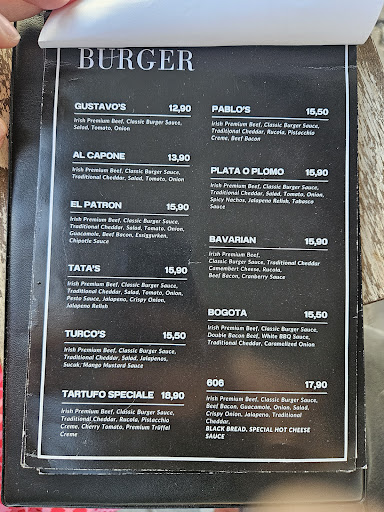 BURGER
GUSTAVO'S 12,90
Irish Premium Beef, Classic Burger Sauce,
Salad, Tomato, Onion
AL CAPONE 13,90
Irish Premium Beef, Classic Burger Sauce,
Traditional Cheddar, Salad, Tomato, Onion
EL PATRON 15,90
Irish Premium Beef, Classic Burger Sauce,
Traditional Cheddar, Salad, Tomato, Onion,
Guacamole, Beef Bacon, Essiggurken,
Chipotle Sauce
TATA'S 15,90
Irish Premium Beef, Classic Burger Sauce,
Traditional Cheddar, Salad, Tomato, Onion,
Pesto Sauce, Jalapeno, Crispy Onion,
Jalapeno Relish
TURCO'S 15,50
Irish Premium Beef, Classic Burger Sauce,
Traditional Cheddar, Salad, Jalapenos,
Sucuk, Mango Mustard Sauce
TARTUFO SPECIALE 18,90
Irish Premium Beef, Classic Burger Sauce,
Traditional Cheddar, Rucola, Pistacchio
Creme, Cherry Tomato, Premium Trüffel
Creme
PABLO'S 15,50
Irish Premium Beef, Classic Burger Sauce,
Traditional Cheddar, Rucola, Pistacchio
Creme, Beef Bacon
PLATA O PLOMO 15,90
Irish Premium Beef, Classic Burger Sauce,
Traditional Cheddar, Salad, Tomato, Onion,
Spicy Nachos, Jalapeno Relish, Tabasco
Sauce
BAVARIAN 15,90
Irish Premium Beef,
Classic Burger Sauce, Traditional Cheddar
Camembert Cheese, Rucola,
Beef Bacon, Cranberry Sauce
BOGOTA 15,50
Irish Premium Beef, Classic Burger Sauce,
Double Bacon Beef, White BBQ Sauce,
Traditional Cheddar, Caramelized Onion
606 17,90
Irish Premium Beef, Classic Burger Sauce,
Beef Bacon, Guacamole, Onion, Salad,
Crispy Onion, Jalapeno, Traditional
Cheddar,
BLACK BREAD, SPECIAL HOT CHEESE
SAUCE